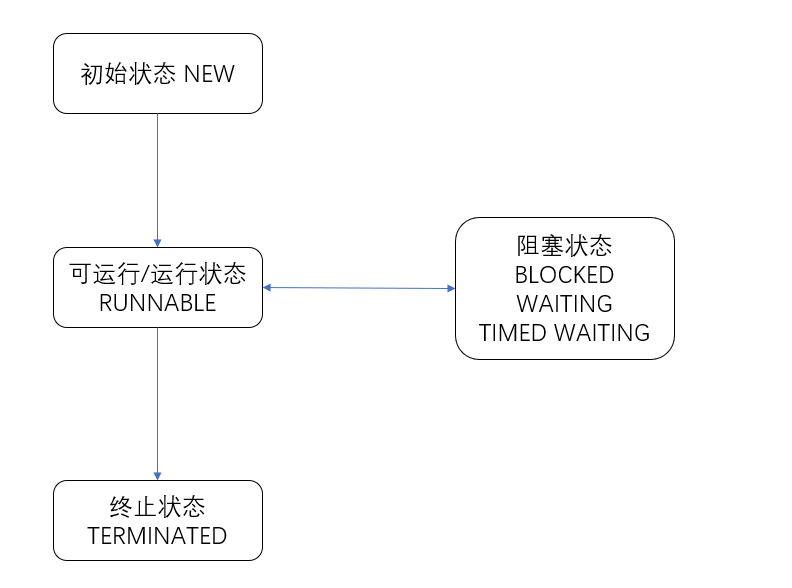 初始状态 NEW
可运行/运行状态
RUNNABLE
阻塞状态
BLOCKED
WAITING
TIMED WAITING
终止状态
TERMINATED